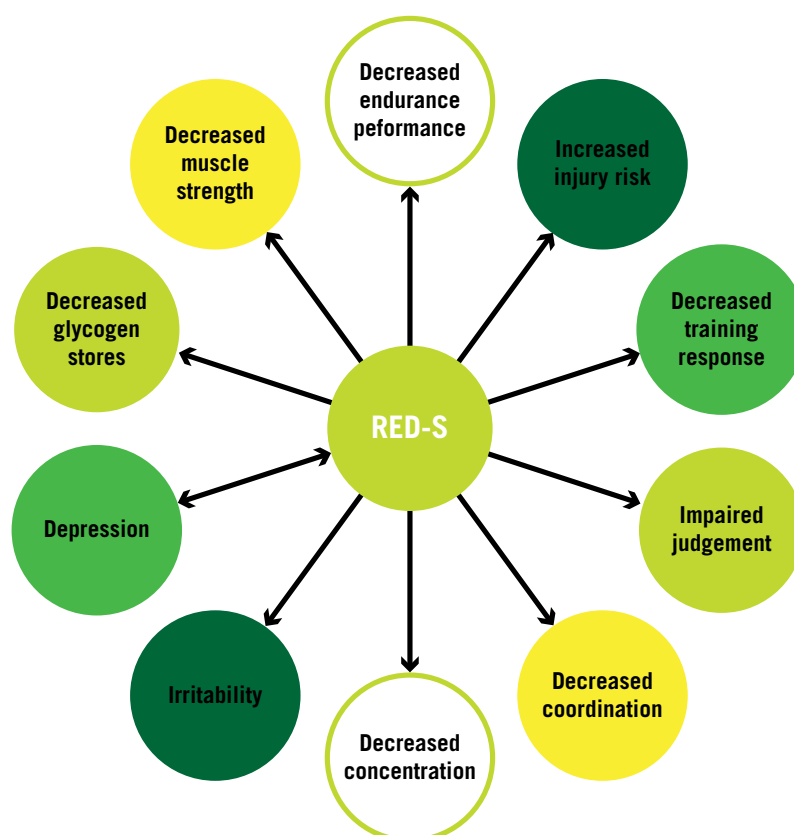 Decreased
endurance
peformance
Increased
injury risk
Decreased
training
response
Impaired
judgement
Decreased
coordination
Decreased
concentration
Irritability
Depression
Decreased
glycogen
stores
Decreased
muscle
strength
RED-S